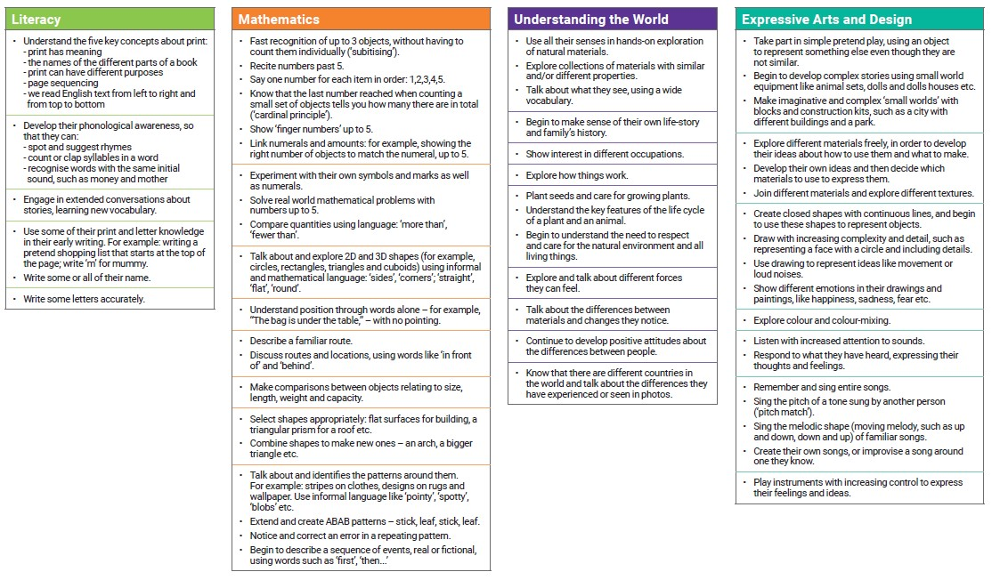 Literacy
• Understand the five key concepts about print:
- print has meaning
- the names of the different parts of a book
- print can have different purposes
- page sequencing
- we read English text from left to right and
from top to bottom
• Develop their phonological awareness, so
that they can:
- spot and suggest rhymes
- count or clap syllables in a word
- recognise words with the same initial
sound, such as money and mother
• Engage in extended conversations about
stories, learning new vocabulary.
• Use some of their print and letter knowledge
in their early writing. For example: writing a
pretend shopping list that starts at the top of
the page; write ‘m’ for mummy.
• Write some or all of their name.
• Write some letters accurately.
Mathematics
• Fast recognition of up to 3 objects, without having to
count them individually (‘subitising’).
• Recite numbers past 5.
• Say one number for each item in order: 1,2,3,4,5.
• Know that the last number reached when counting a
small set of objects tells you how many there are in total
(‘cardinal principle’).
• Show ‘finger numbers’ up to 5.
• Link numerals and amounts: for example, showing the
right number of objects to match the numeral, up to 5.
• Experiment with their own symbols and marks as well
as numerals.
• Solve real world mathematical problems with
numbers up to 5.
• Compare quantities using language: ‘more than’,
‘fewer than’.
• Talk about and explore 2D and 3D shapes (for example,
circles, rectangles, triangles and cuboids) using informal
and mathematical language: ‘sides’, ‘corners’; ‘straight’,
‘flat’, ‘round’.
• Understand position through words alone – for example,
“The bag is under the table,” – with no pointing.
• Describe a familiar route.
• Discuss routes and locations, using words like ‘in front
of’ and ‘behind’.
• Make comparisons between objects relating to size,
length, weight and capacity.
• Select shapes appropriately: flat surfaces for building, a
triangular prism for a roof etc.
• Combine shapes to make new ones – an arch, a bigger
triangle etc.
• Talk about and identifies the patterns around them.
For example: stripes on clothes, designs on rugs and
wallpaper. Use informal language like ‘pointy’, ‘spotty’,
‘blobs’ etc.
• Extend and create ABAB patterns – stick, leaf, stick, leaf.
• Notice and correct an error in a repeating pattern.
• Begin to describe a sequence of events, real or fictional,
using words such as ‘first’, ‘then...’
Understanding the World
• Use all their senses in hands-on exploration
of natural materials.
• Explore collections of materials with similar
and/or different properties.
• Talk about what they see, using a wide
vocabulary.
• Begin to make sense of their own life-story
and family’s history.
• Show interest in different occupations.
• Explore how things work.
• Plant seeds and care for growing plants.
• Understand the key features of the life cycle
of a plant and an animal.
• Begin to understand the need to respect
and care for the natural environment and all
living things.
• Explore and talk about different forces
they can feel.
• Talk about the differences between
materials and changes they notice.
• Continue to develop positive attitudes about
the differences between people.
• Know that there are different countries in
the world and talk about the differences they
have experienced or seen in photos.
Expressive Arts and Design
• Take part in simple pretend play, using an object
to represent something else even though they are
not similar.
• Begin to develop complex stories using small world
equipment like animal sets, dolls and dolls houses etc.
• Make imaginative and complex ‘small worlds’ with
blocks and construction kits, such as a city with
different buildings and a park.
• Explore different materials freely, in order to develop
their ideas about how to use them and what to make.
• Develop their own ideas and then decide which
materials to use to express them.
• Join different materials and explore different textures.
• Create closed shapes with continuous lines, and begin
to use these shapes to represent objects.
• Draw with increasing complexity and detail, such as
representing a face with a circle and including details.
• Use drawing to represent ideas like movement or
loud noises.
• Show different emotions in their drawings and
paintings, like happiness, sadness, fear etc.
• Explore colour and colour-mixing.
• Listen with increased attention to sounds.
• Respond to what they have heard, expressing their
thoughts and feelings.
• Remember and sing entire songs.
• Sing the pitch of a tone sung by another person
(‘pitch match’).
• Sing the melodic shape (moving melody, such as up
and down, down and up) of familiar songs.
• Create their own songs, or improvise a song around
one they know.
• Play instruments with increasing control to express
their feelings and ideas.